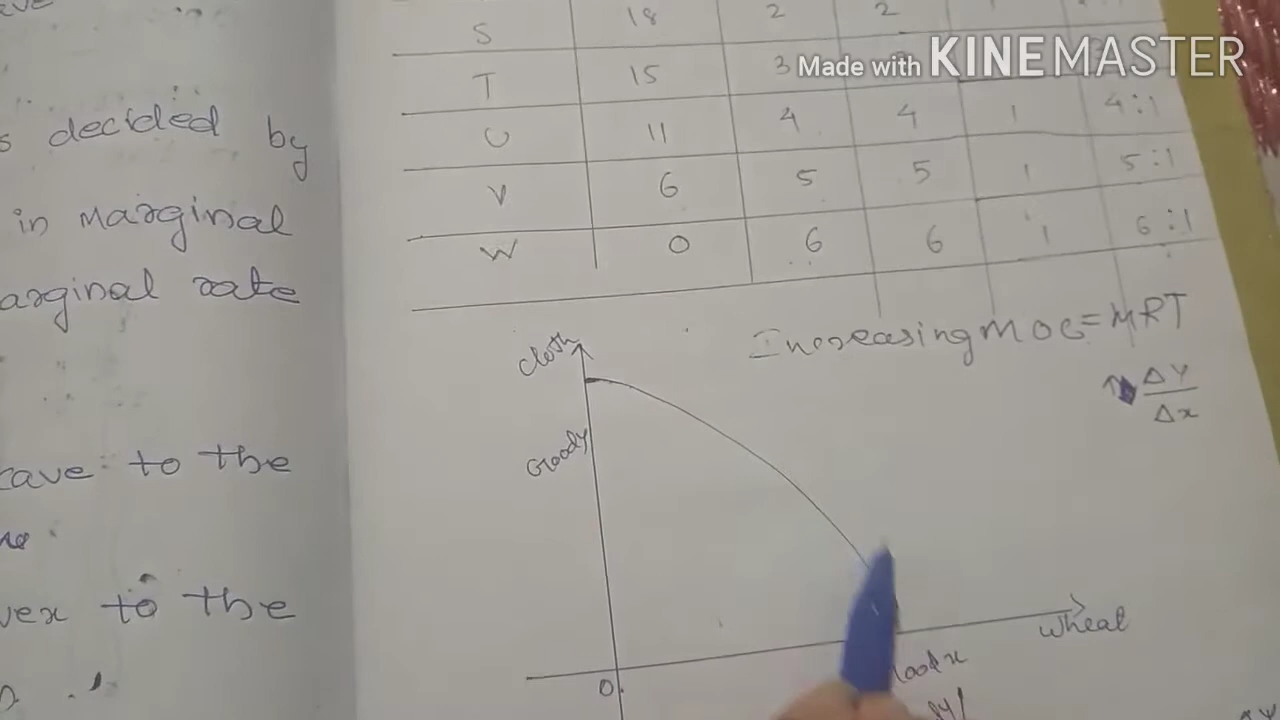 s decided by
in Marginal
arginal rate
cave to the
vex to the
S 18 2 2
T 15 3
U 11 4 4 1 4:1
V 6 5 5 1 5:1
W 0 6 6 1 6:1
Made with KINEMASTER
Increasing MOC = MRT
ΔY
Δx
Cloth
Goody
Wheat
O